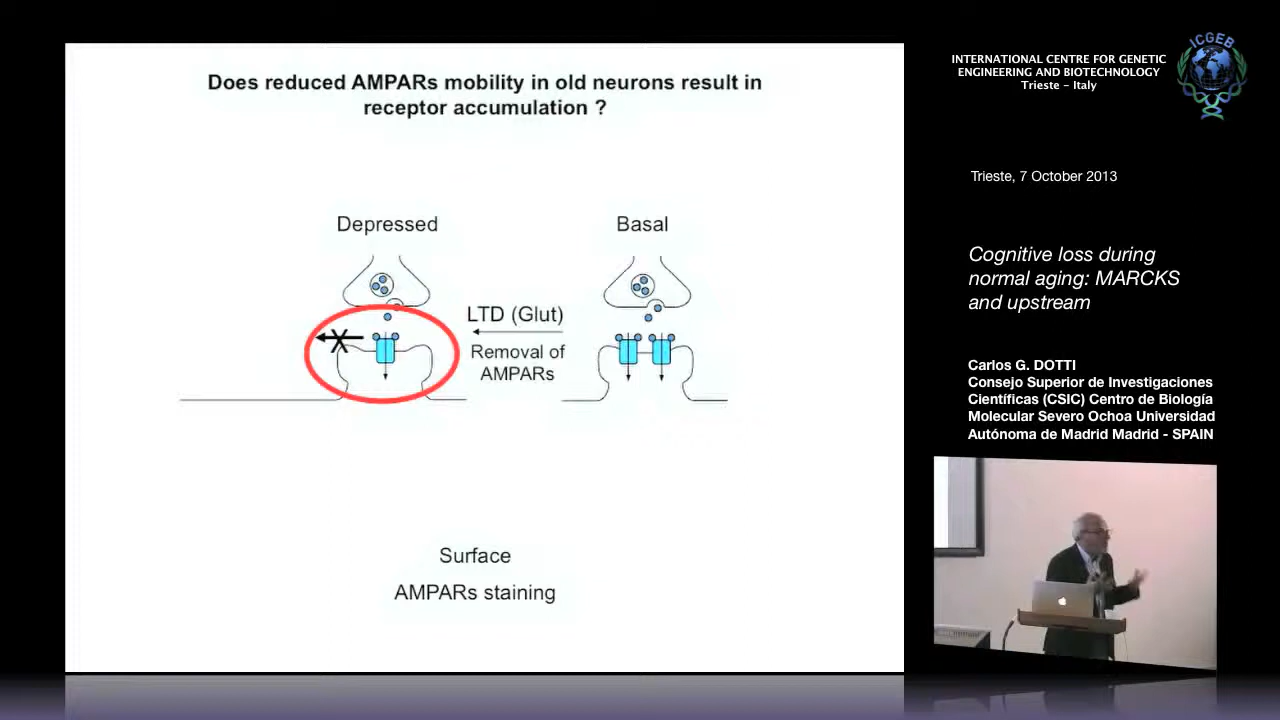 Does reduced AMPARs mobility in old neurons result in
receptor accumulation ?
Depressed
Basal
X
LTD (Glut)
Removal of
AMPARs
Surface
AMPARs staining
INTERNATIONAL CENTRE FOR GENETIC
ENGINEERING AND BIOTECHNOLOGY
Trieste - Italy
ICGEB
Trieste, 7 October 2013
Cognitive loss during
normal aging: MARCKS
and upstream
Carlos G. DOTTI
Consejo Superior de Investigaciones
Científicas (CSIC) Centro de Biología
Molecular Severo Ochoa Universidad
Autónoma de Madrid Madrid - SPAIN